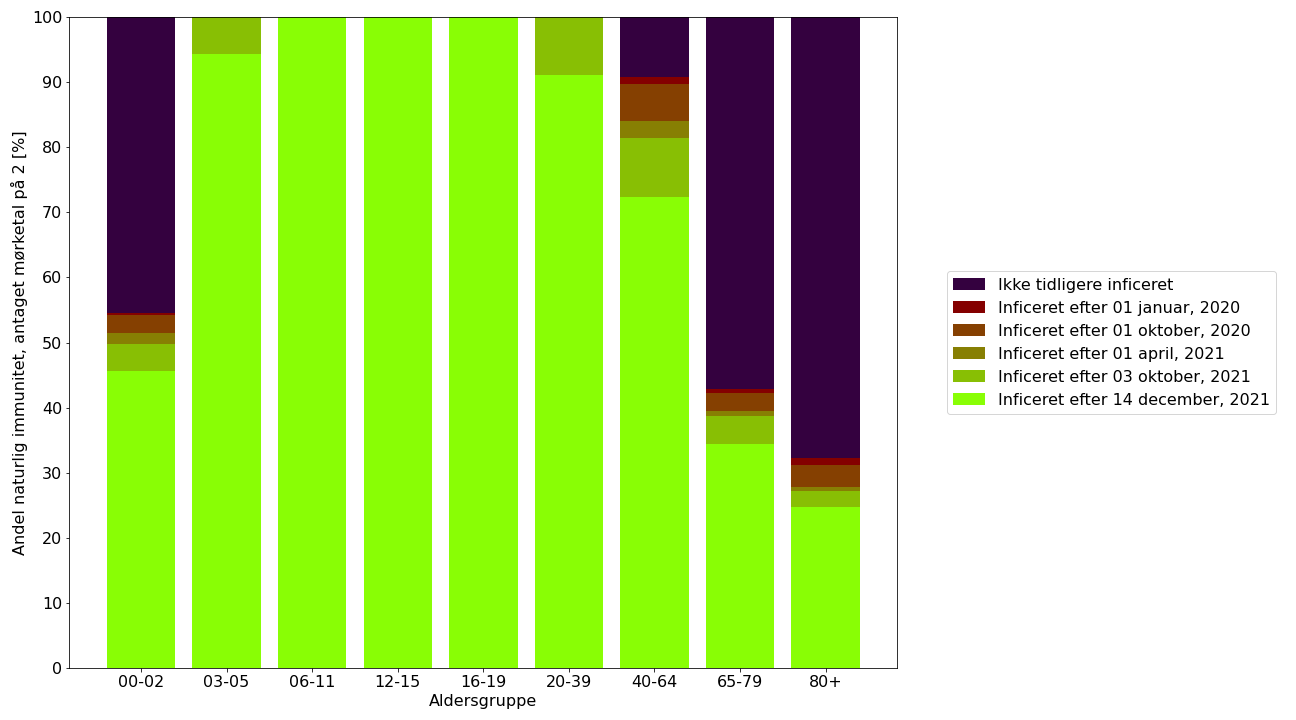 Andel naturlig immunitet, antaget mørketal på 2 [%]
100
90
80
70
60
50
40
30
20
10
0
00-02
03-05
06-11
12-15
16-19
20-39
40-64
65-79
80+
Aldersgruppe
Ikke tidligere inficeret
Inficeret efter 01 januar, 2020
Inficeret efter 01 oktober, 2020
Inficeret efter 01 april, 2021
Inficeret efter 03 oktober, 2021
Inficeret efter 14 december, 2021